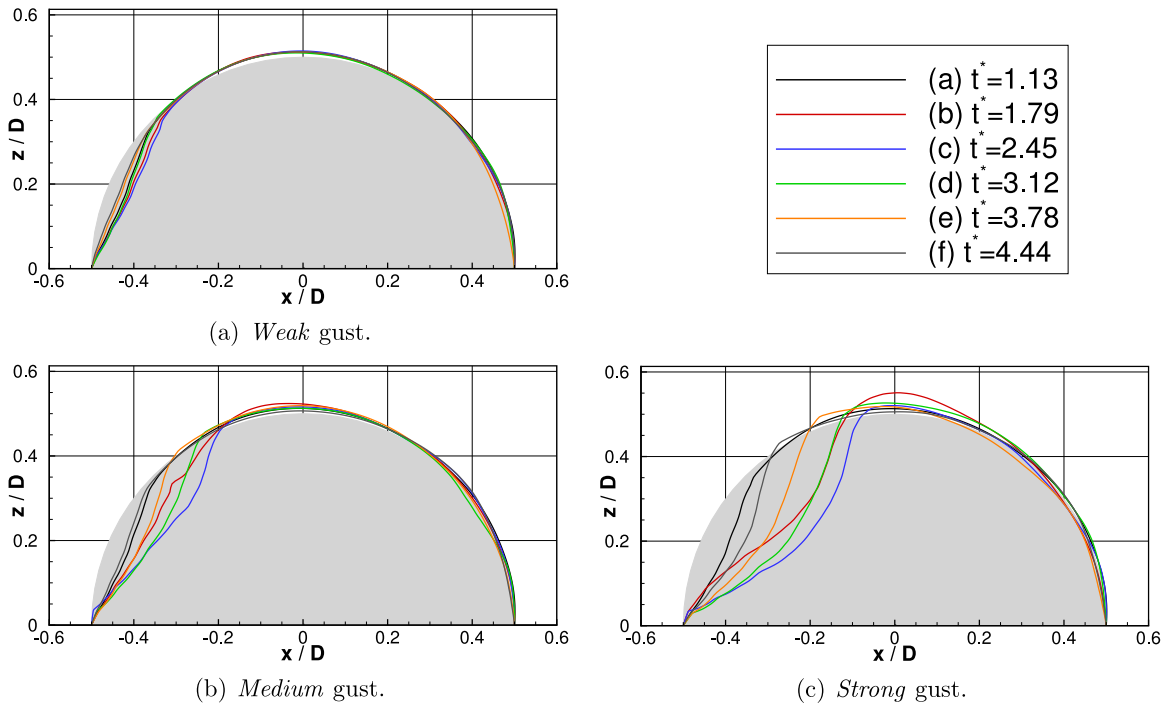 0.6
0.4
z / D
0.2
0
-0.6
-0.4
-0.2
0
0.2
0.4
0.6
x / D
(a) Weak gust.
(a) t*=1.13
(b) t*=1.79
(c) t*=2.45
(d) t*=3.12
(e) t*=3.78
(f) t*=4.44
0.6
0.4
z / D
0.2
0
-0.6
-0.4
-0.2
0
0.2
0.4
0.6
x / D
(b) Medium gust.
0.6
0.4
z / D
0.2
0
-0.6
-0.4
-0.2
0
0.2
0.4
0.6
x / D
(c) Strong gust.